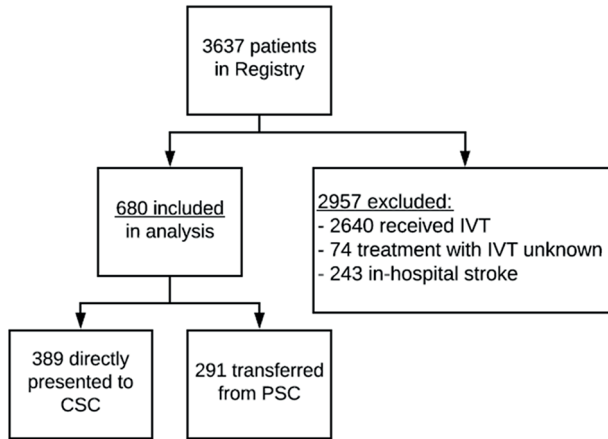 3637 patients
in Registry
680 included
in analysis
2957 excluded:
- 2640 received IVT
- 74 treatment with IVT unknown
- 243 in-hospital stroke
389 directly
presented to
CSC
291 transferred
from PSC